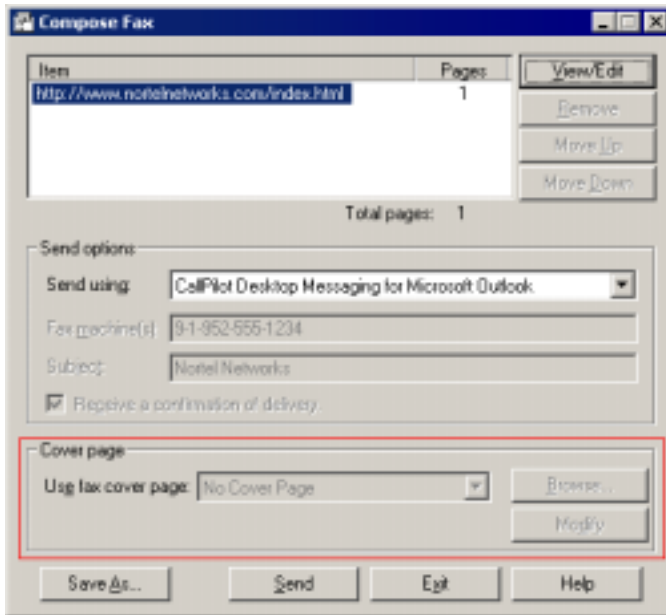 Compose Fax
Item Pages
http://www.nortelnetworks.com/index.html 1
View/Edit
Remove
Move Up
Move Down
Total pages: 1
Send options
Send using: CallPilot Desktop Messaging for Microsoft Outlook
Fax machine(s) 9-1-952-555-1234
Subject: Nortel Networks
Receive a confirmation of delivery.
Cover page
Use fax cover page: No Cover Page
Browse...
Modify
Save As... Send Exit Help